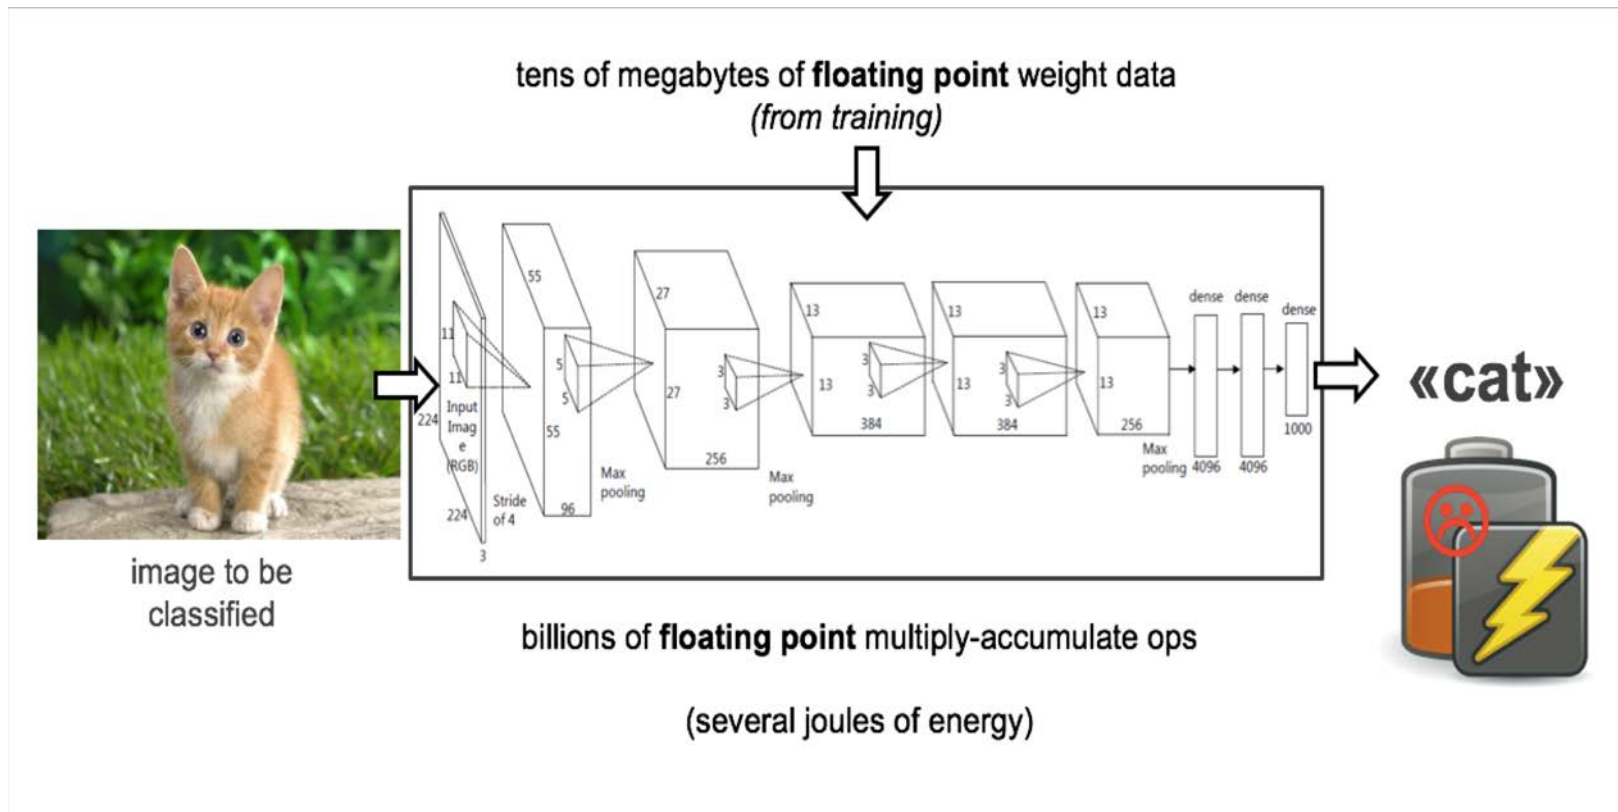 tens of megabytes of floating point weight data
(from training)
55
27
13
13
13
dense
dense
dense
11
11
5
5
3
3
3
3
3
3
224
Input
Imag
e
(RGB)
55
27
13
13
13
384
384
256
1000
256
Max
pooling
4096
4096
Max
pooling
Max
pooling
Stride
of 4
96
224
3
«cat»
image to be
classified
billions of floating point multiply-accumulate ops
(several joules of energy)